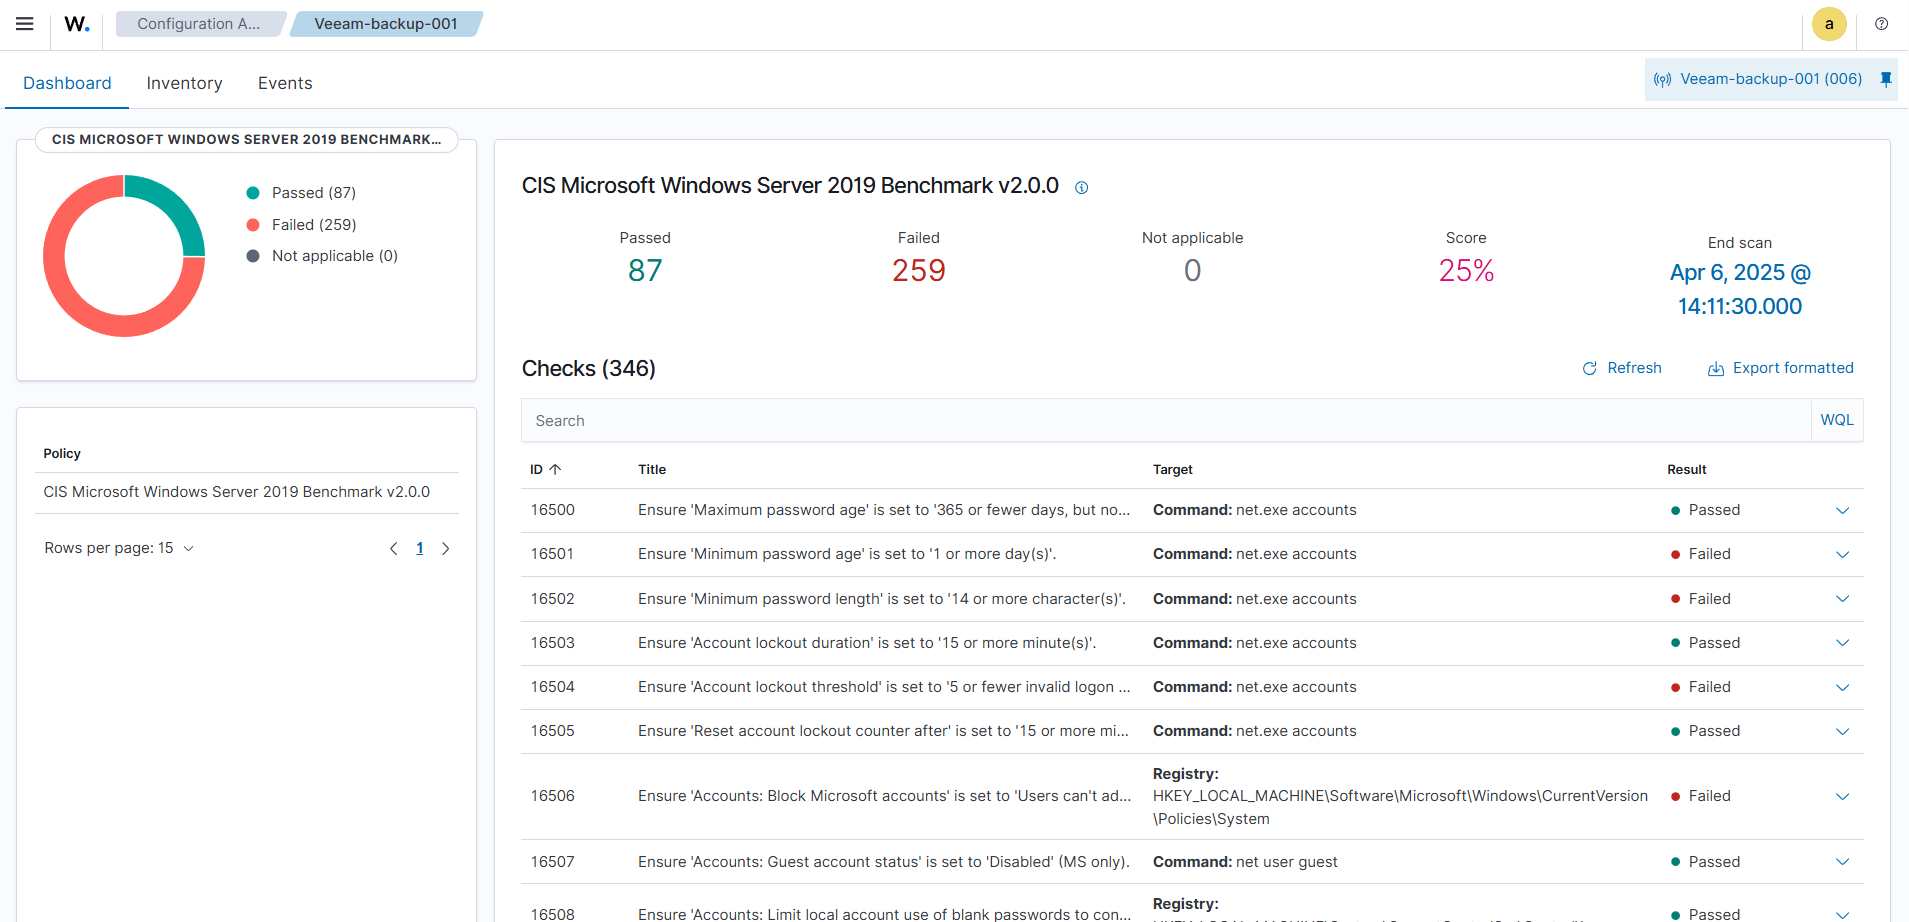 W.
Configuration A...
Veeam-backup-001
a
Dashboard
Inventory
Events
Veeam-backup-001 (006)
CIS MICROSOFT WINDOWS SERVER 2019 BENCHMARK...
Passed (87)
Failed (259)
Not applicable (0)
Policy
CIS Microsoft Windows Server 2019 Benchmark v2.0.0
Rows per page: 15
1
CIS Microsoft Windows Server 2019 Benchmark v2.0.0
Passed
87
Failed
259
Not applicable
0
Score
25%
End scan
Apr 6, 2025 @
14:11:30.000
Checks (346)
Refresh
Export formatted
Search
WQL
ID Title Target Result
16500 Ensure 'Maximum password age' is set to '365 or fewer days, but no... Command: net.exe accounts Passed
16501 Ensure 'Minimum password age' is set to '1 or more day(s)'. Command: net.exe accounts Failed
16502 Ensure 'Minimum password length' is set to '14 or more character(s)'. Command: net.exe accounts Failed
16503 Ensure 'Account lockout duration' is set to '15 or more minute(s)'. Command: net.exe accounts Passed
16504 Ensure 'Account lockout threshold' is set to '5 or fewer invalid logon ... Command: net.exe accounts Failed
16505 Ensure 'Reset account lockout counter after' is set to '15 or more mi... Command: net.exe accounts Passed
Registry:
16506 Ensure 'Accounts: Block Microsoft accounts' is set to 'Users can't ad... HKEY_LOCAL_MACHINE\Software\Microsoft\Windows\CurrentVersion Failed
\Policies\System
16507 Ensure 'Accounts: Guest account status' is set to 'Disabled' (MS only). Command: net user guest Passed
Registry:
16508 Ensure 'Accounts: Limit local account use of blank passwords to con... Passed